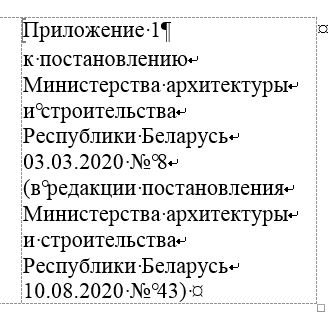 Приложение 1
к постановлению
Министерства архитектуры
и строительства
Республики Беларусь
03.03.2020 № 8
(в редакции постановления
Министерства архитектуры
и строительства
Республики Беларусь
10.08.2020 № 43)